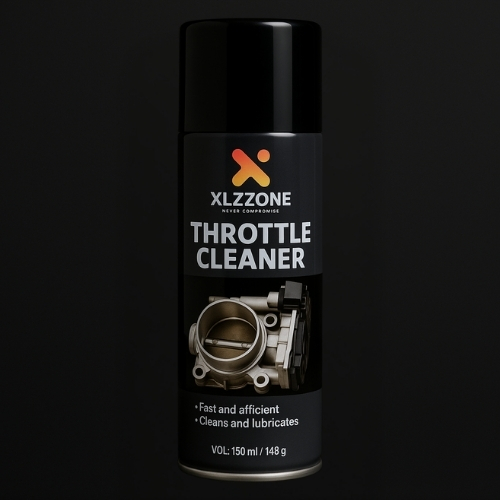 XLZZONE
NEVER COMPROMISE
THROTTLE
CLEANER
• Fast and afficient
• Cleans and lubricates
VOL: 150 ml / 148 g